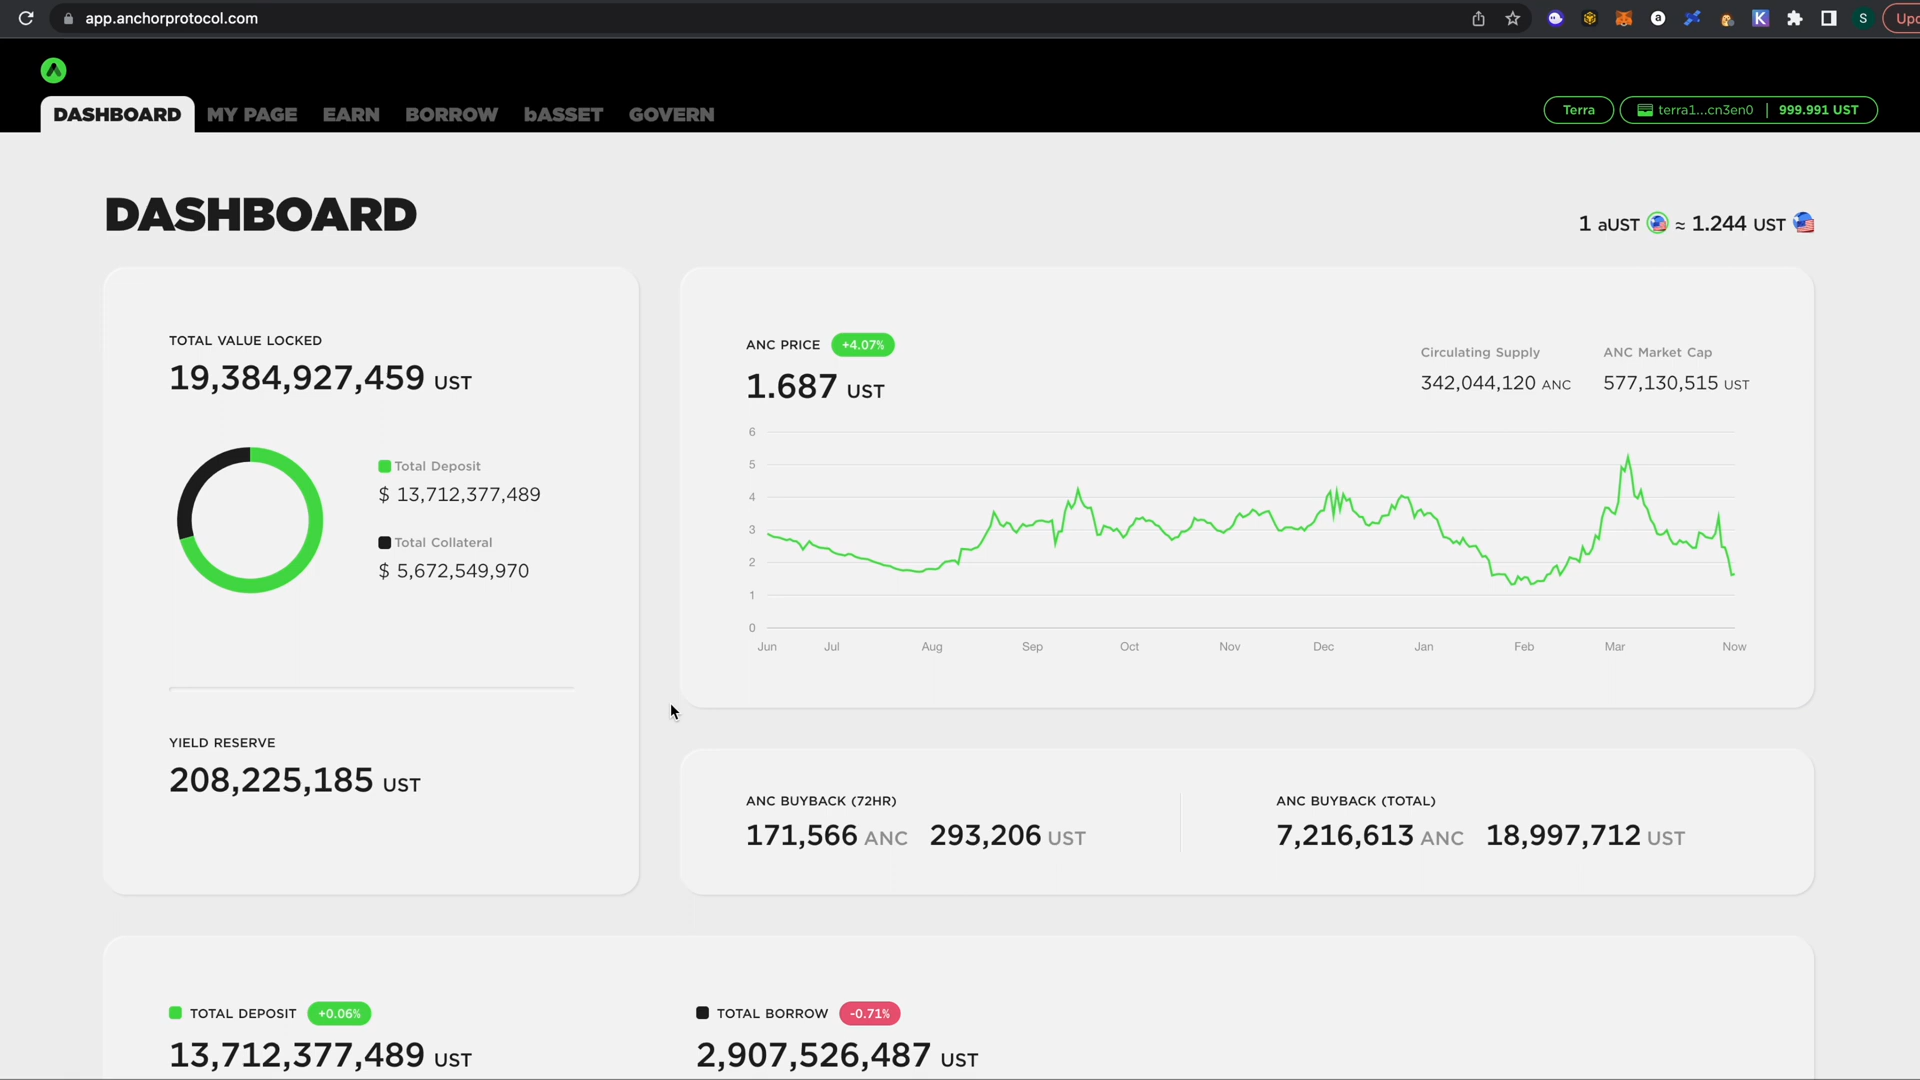 app.anchorprotocol.com
S
Upd
DASHBOARD MY PAGE EARN BORROW bASSET GOVERN
Terra
terra1...cn3en0 | 999.991 UST
DASHBOARD
1 aUST ≈ 1.244 UST
TOTAL VALUE LOCKED
19,384,927,459 UST
Total Deposit
$ 13,712,377,489
Total Collateral
$ 5,672,549,970
YIELD RESERVE
208,225,185 UST
ANC PRICE +4.07%
1.687 UST
Circulating Supply
342,044,120 ANC
ANC Market Cap
577,130,515 UST
6
5
4
3
2
1
0
Jun Jul Aug Sep Oct Nov Dec Jan Feb Mar Now
ANC BUYBACK (72HR)
171,566 ANC 293,206 UST
ANC BUYBACK (TOTAL)
7,216,613 ANC 18,997,712 UST
TOTAL DEPOSIT +0.06%
13,712,377,489 UST
TOTAL BORROW -0.71%
2,907,526,487 UST